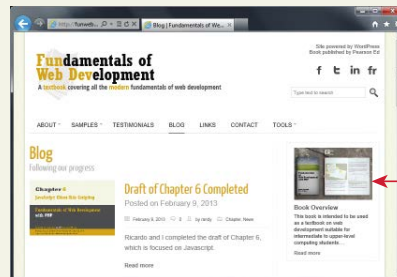 http://funweb...
Blog | Fundamentals of We...
Site powered by WordPress
Book published by Pearson Ed
Fundamentals of
Web Development
A textbook covering all the modern fundamentals of web development
f t in fr
Type text to search
ABOUT SAMPLES TESTIMONIALS BLOG LINKS CONTACT TOOLS
Blog
Following our progress
Chapter 6
Draft of Chapter 6 Completed
Posted on February 9, 2013
February 9, 2013 0 by randy Chapter, News
Ricardo and I completed the draft of Chapter 6,
which is focused on Javascript.
Read more
Book Overview
This book is intended to be used
as a textbook on web
development suitable for
intermediate to upper-level
computing students ...
Read more